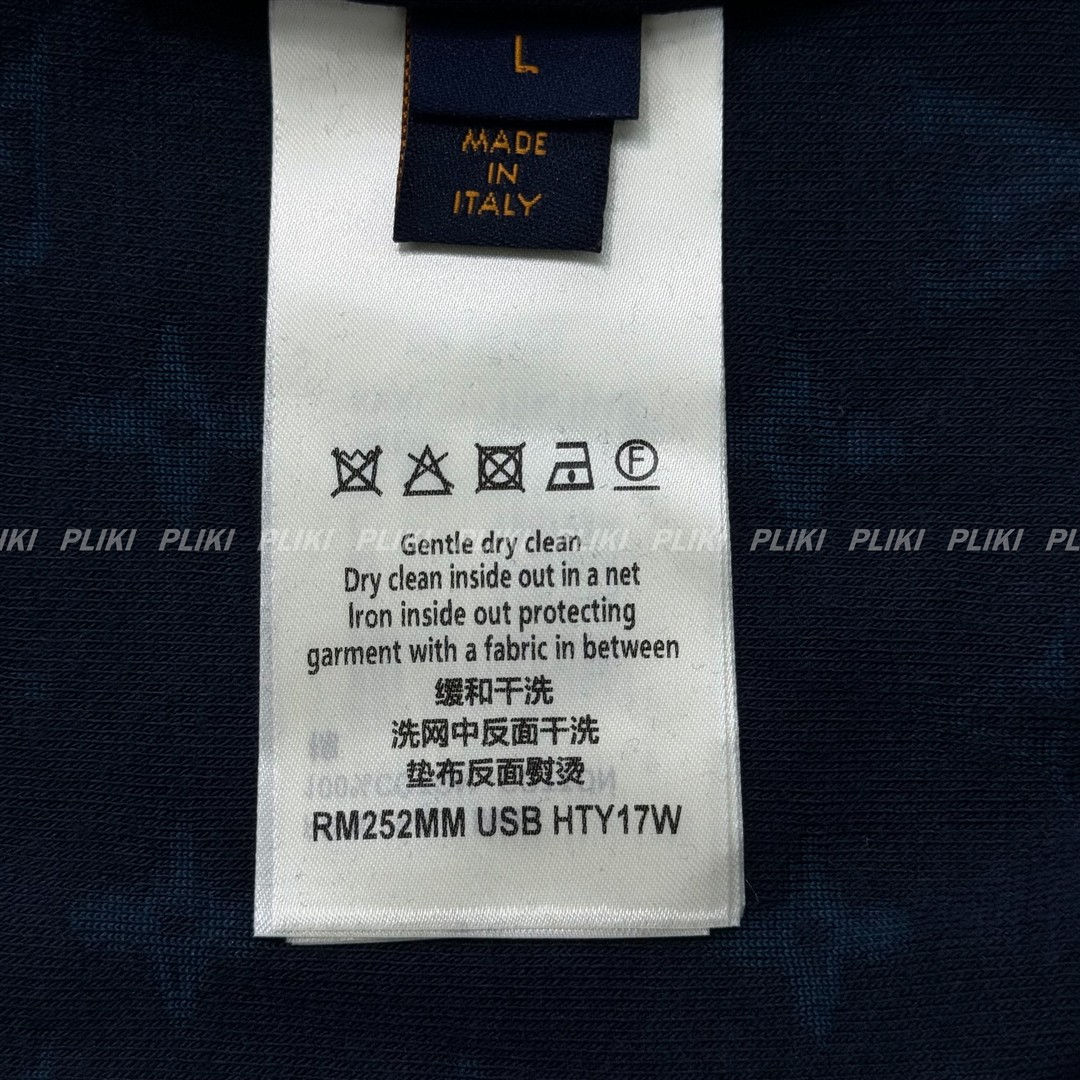 L
MADE
IN
ITALY
F
PLIKI PLIKI PLIKI PLIKI PLIKI PLIKI PLIKI PLIKI PLIKI PLIKI
Gentle dry clean
Dry clean inside out in a net
Iron inside out protecting
garment with a fabric in between
缓和干洗
洗网中反面干洗
垫布反面熨烫
RM252MM USB HTY17W